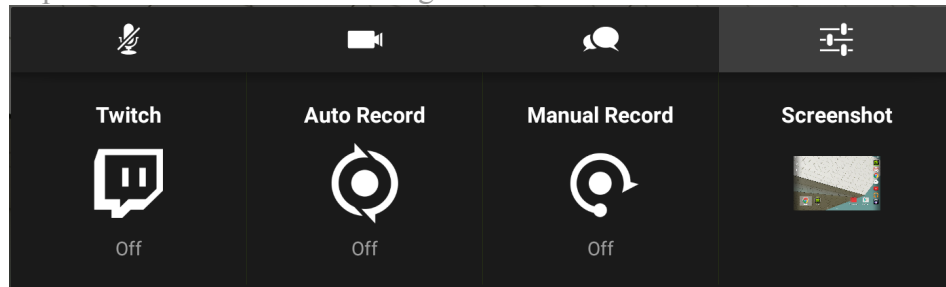 Twitch
Auto Record
Manual Record
Screenshot
Off
Off
Off